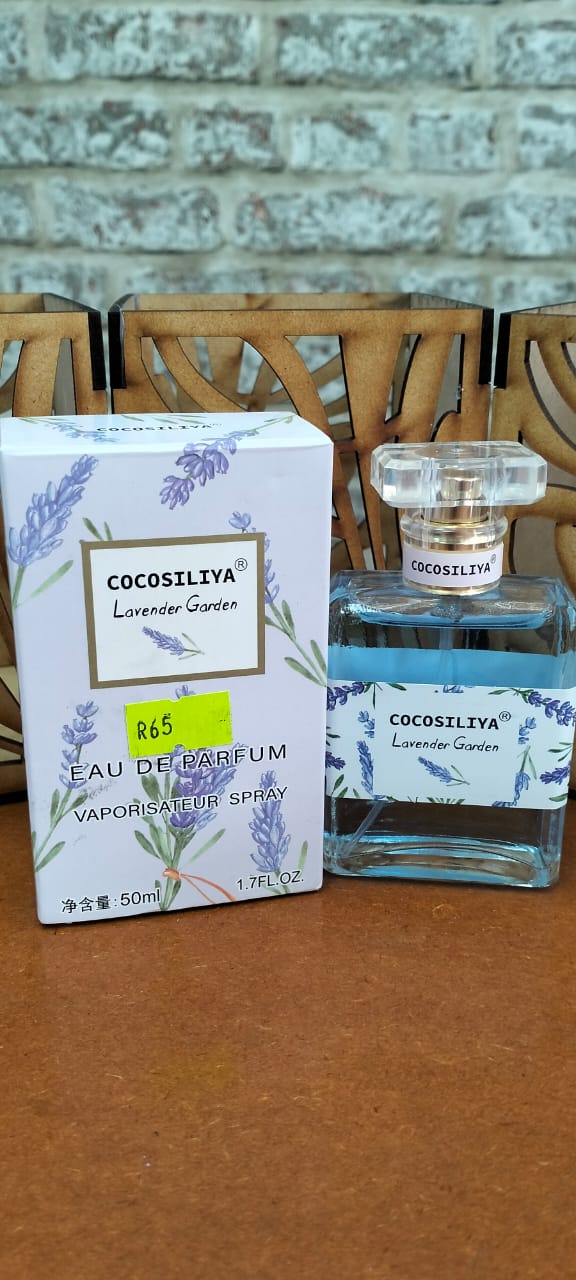 COCOSILIYA
COCOSILIYA®
Lavender Garden
R65
EAU DE PARFUM
VAPORISATEUR SPRAY
净含量:50ml
1.7FL.OZ.
COCOSILIYA
COCOSILIYA®
Lavender Garden